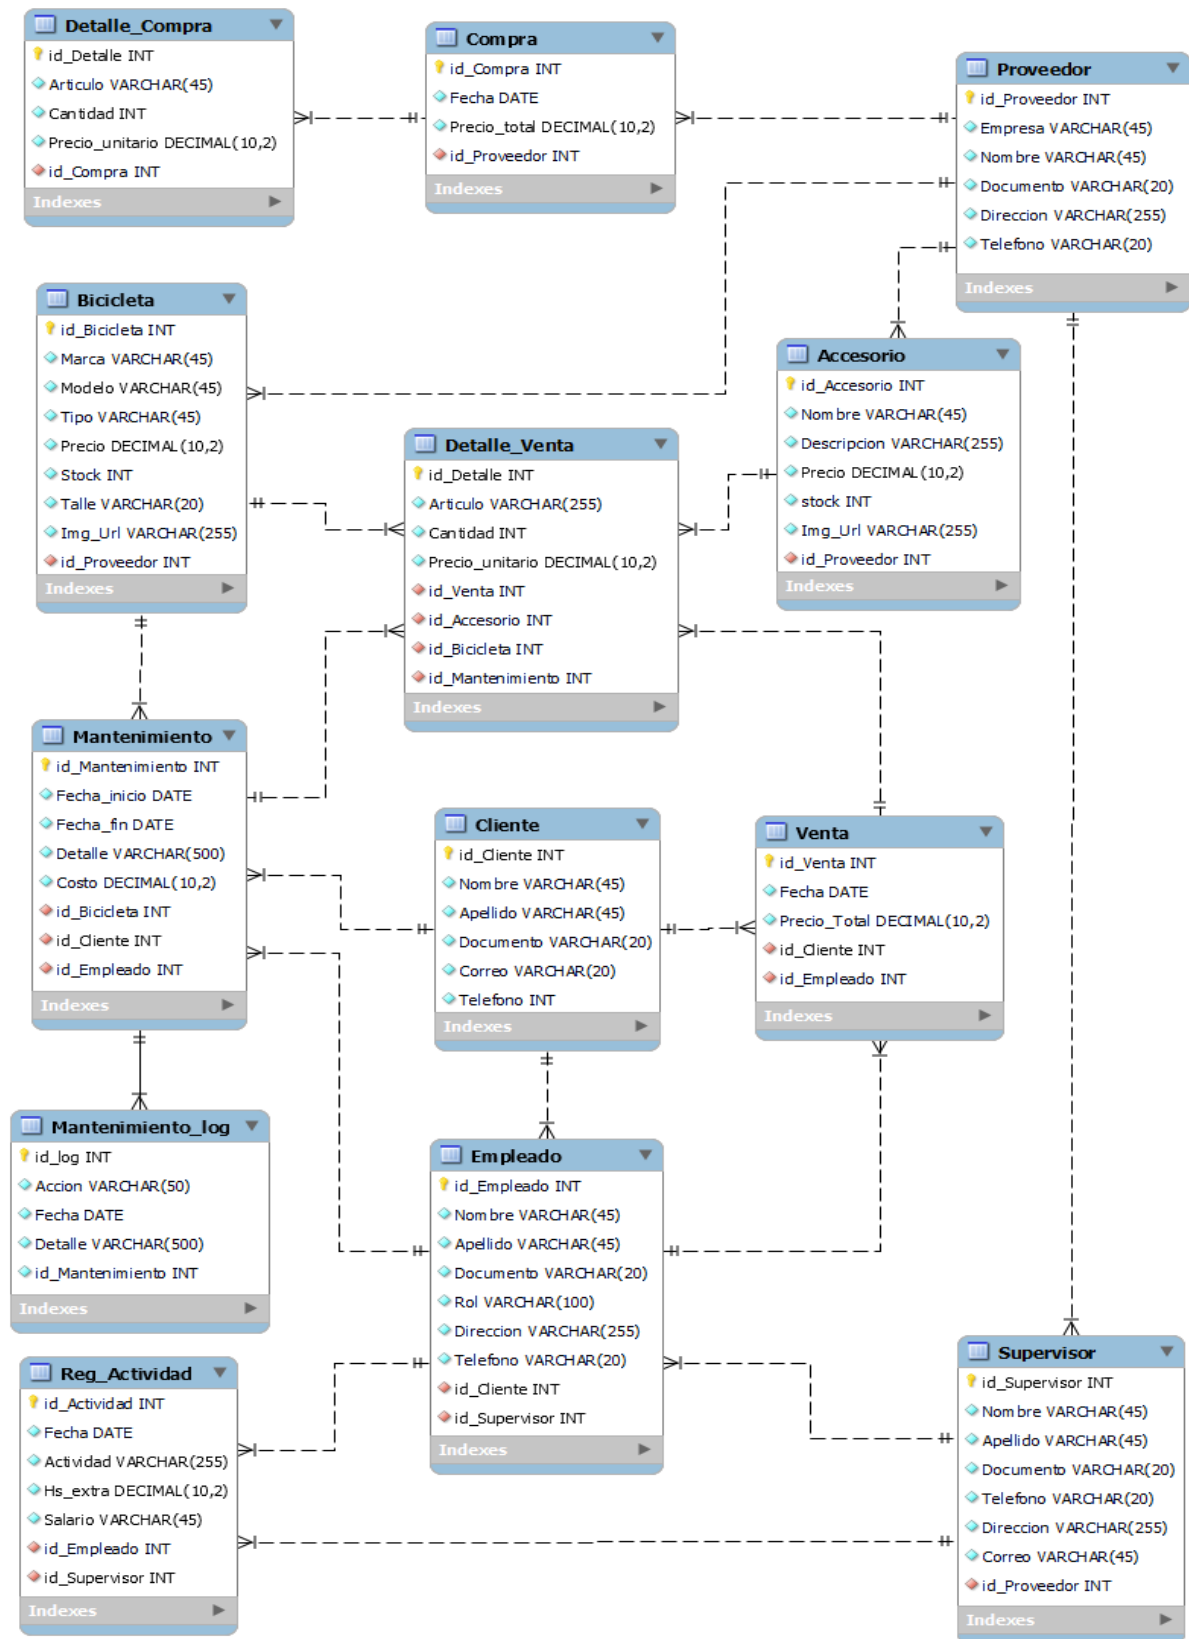 Detalle_Compra
id_Detalle INT
Articulo VARCHAR(45)
Cantidad INT
Precio_unitario DECIMAL(10,2)
id_Compra INT
Indexes
Compra
id_Compra INT
Fecha DATE
Precio_total DECIMAL(10,2)
id_Proveedor INT
Indexes
Proveedor
id_Proveedor INT
Empresa VARCHAR(45)
Nombre VARCHAR(45)
Documento VARCHAR(20)
Direccion VARCHAR(255)
Telefono VARCHAR(20)
Indexes
Bicicleta
id_Bicicleta INT
Marca VARCHAR(45)
Modelo VARCHAR(45)
Tipo VARCHAR(45)
Precio DECIMAL(10,2)
Stock INT
Talle VARCHAR(20)
Img_Url VARCHAR(255)
id_Proveedor INT
Indexes
Accesorio
id_Accesorio INT
Nombre VARCHAR(45)
Descripcion VARCHAR(255)
Precio DECIMAL(10,2)
stock INT
Img_Url VARCHAR(255)
id_Proveedor INT
Indexes
Detalle_Venta
id_Detalle INT
Articulo VARCHAR(255)
Cantidad INT
Precio_unitario DECIMAL(10,2)
id_Venta INT
id_Accesorio INT
id_Bicicleta INT
id_Mantenimiento INT
Indexes
Mantenimiento
id_Mantenimiento INT
Fecha_inicio DATE
Fecha_fin DATE
Detalle VARCHAR(500)
Costo DECIMAL(10,2)
id_Bicicleta INT
id_Cliente INT
id_Empleado INT
Indexes
Cliente
id_Cliente INT
Nombre VARCHAR(45)
Apellido VARCHAR(45)
Documento VARCHAR(20)
Correo VARCHAR(20)
Telefono INT
Indexes
Venta
id_Venta INT
Fecha DATE
Precio_Total DECIMAL(10,2)
id_Cliente INT
id_Empleado INT
Indexes
Mantenimiento_log
id_log INT
Accion VARCHAR(50)
Fecha DATE
Detalle VARCHAR(500)
id_Mantenimiento INT
Indexes
Empleado
id_Empleado INT
Nombre VARCHAR(45)
Apellido VARCHAR(45)
Documento VARCHAR(20)
Rol VARCHAR(100)
Direccion VARCHAR(255)
Telefono VARCHAR(20)
id_Cliente INT
id_Supervisor INT
Indexes
Reg_Actividad
id_Actividad INT
Fecha DATE
Actividad VARCHAR(255)
Hs_extra DECIMAL(10,2)
Salario VARCHAR(45)
id_Empleado INT
id_Supervisor INT
Indexes
Supervisor
id_Supervisor INT
Nombre VARCHAR(45)
Apellido VARCHAR(45)
Documento VARCHAR(20)
Telefono VARCHAR(20)
Direccion VARCHAR(255)
Correo VARCHAR(45)
id_Proveedor INT
Indexes